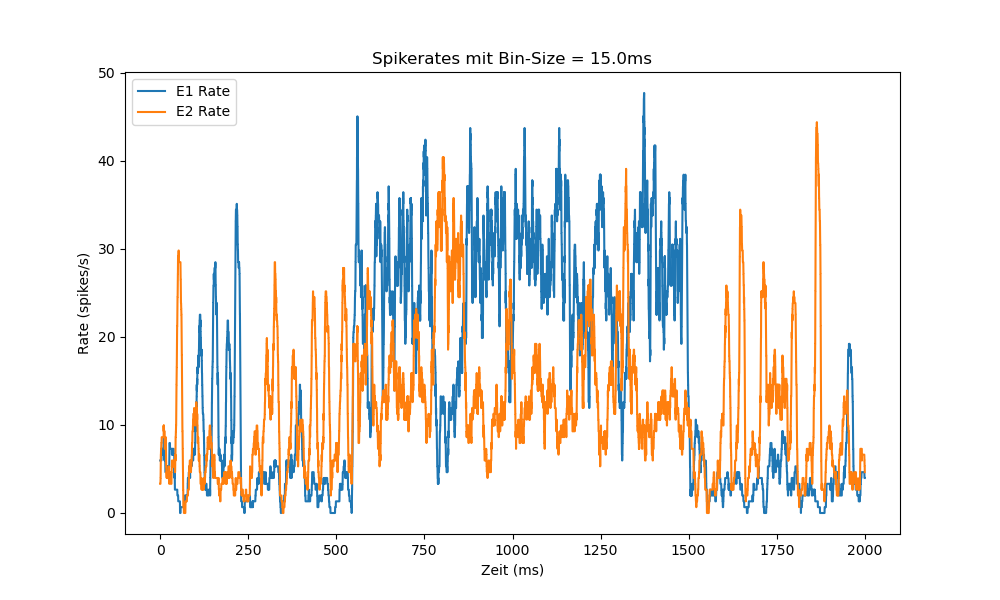 Spikerates mit Bin-Size = 15.0ms
50
E1 Rate
E2 Rate
40
30
20
10
0
Rate (spikes/s)
0 250 500 750 1000 1250 1500 1750 2000
Zeit (ms)